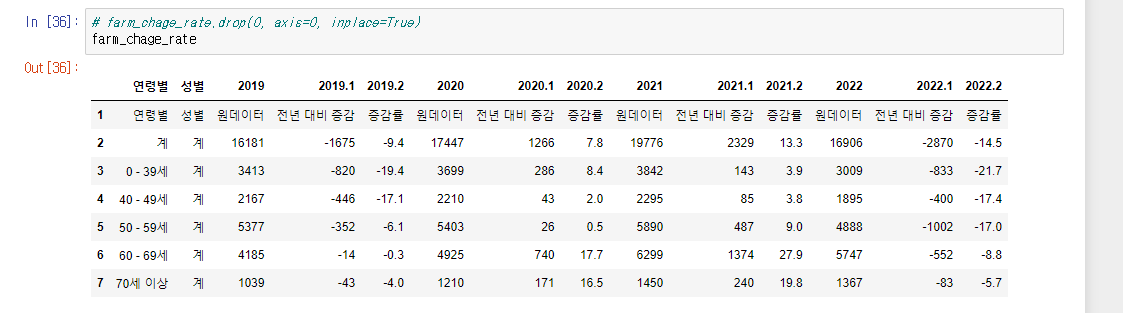 In [36]: # farm_chage_rate.drop(0, axis=0, inplace=True)
farm_chage_rate
Out[36]:
연령별 성별 2019 2019.1 2019.2 2020 2020.1 2020.2 2021 2021.1 2021.2 2022 2022.1 2022.2
1 연령별 성별 원데이터 전년 대비 증감 증감률 원데이터 전년 대비 증감 증감률 원데이터 전년 대비 증감 증감률 원데이터 전년 대비 증감 증감률
2 계 계 16181 -1675 -9.4 17447 1266 7.8 19776 2329 13.3 16906 -2870 -14.5
3 0 - 39세 계 3413 -820 -19.4 3699 286 8.4 3842 143 3.9 3009 -833 -21.7
4 40 - 49세 계 2167 -446 -17.1 2210 43 2.0 2295 85 3.8 1895 -400 -17.4
5 50 - 59세 계 5377 -352 -6.1 5403 26 0.5 5890 487 9.0 4888 -1002 -17.0
6 60 - 69세 계 4185 -14 -0.3 4925 740 17.7 6299 1374 27.9 5747 -552 -8.8
7 70세 이상 계 1039 -43 -4.0 1210 171 16.5 1450 240 19.8 1367 -83 -5.7